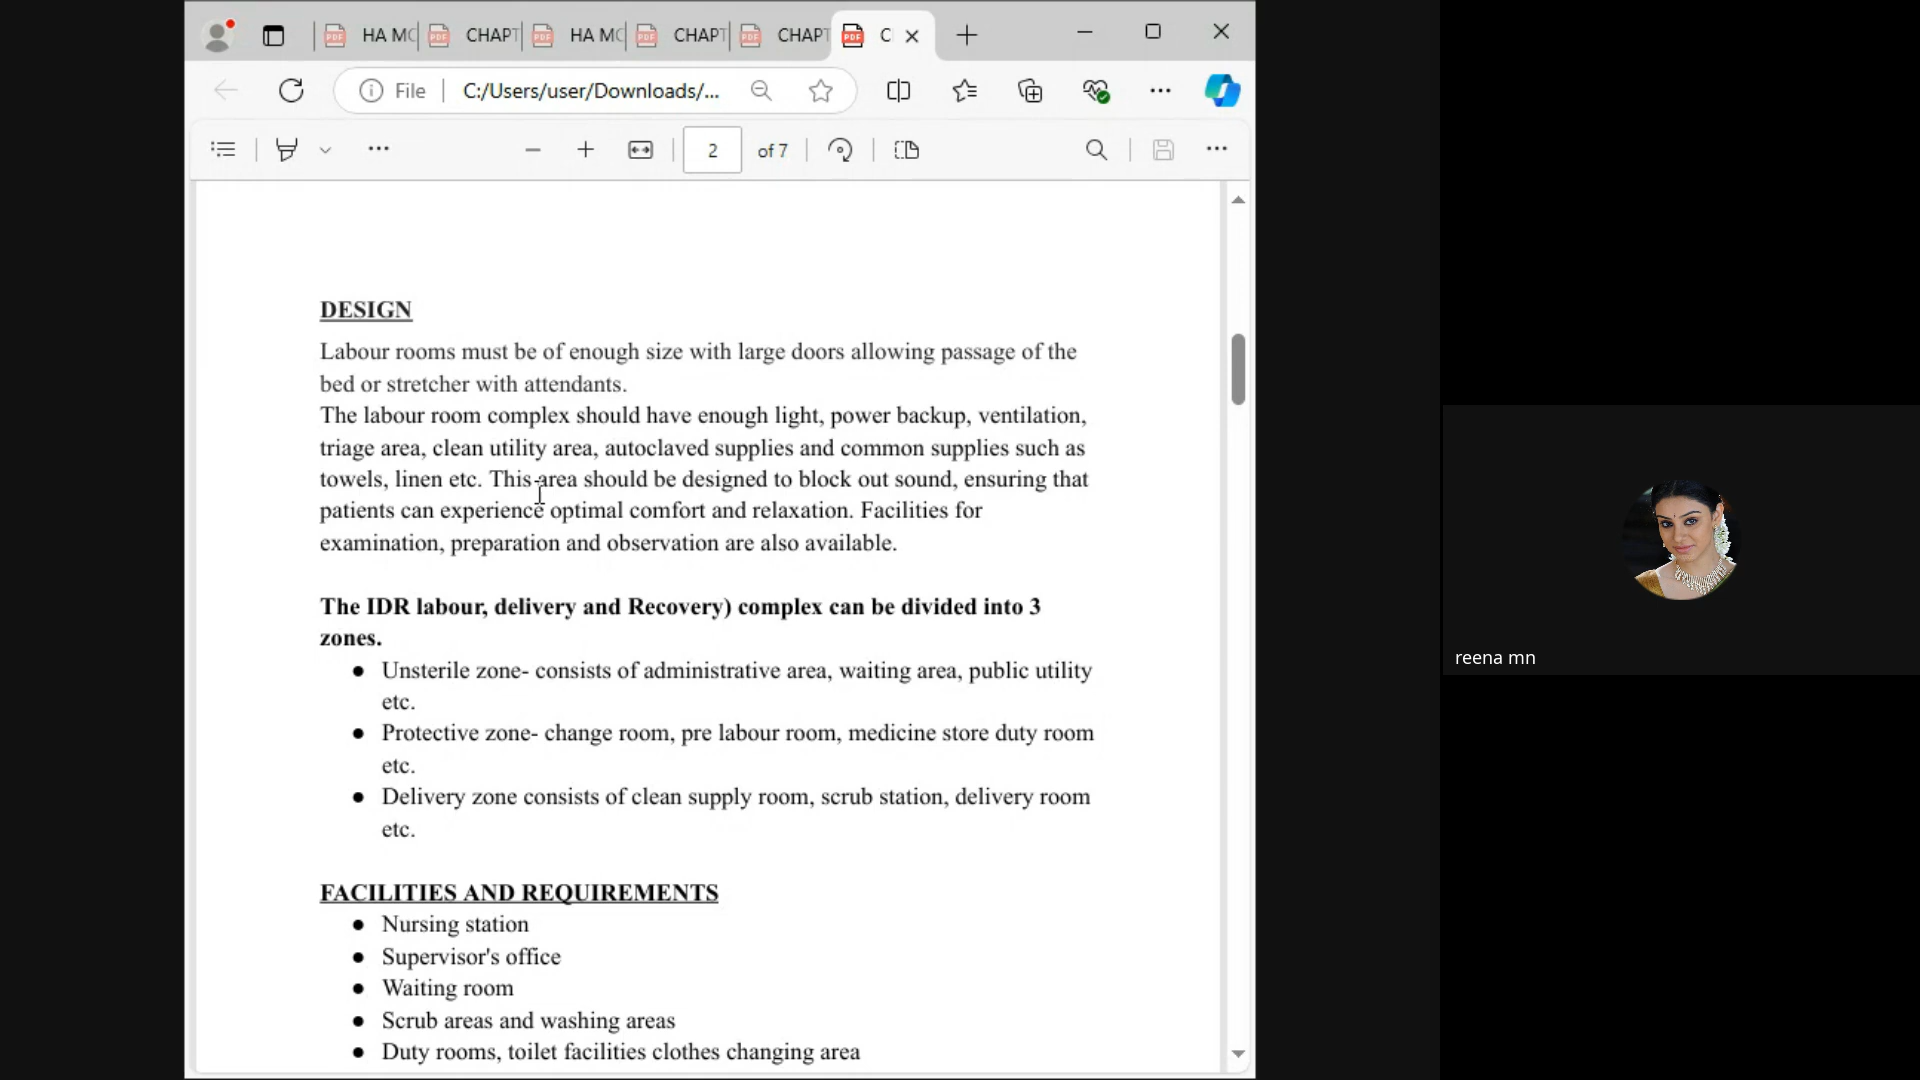 HA MC
CHAPT
HA MC
CHAPT
CHAPT
C
File
C:/Users/user/Downloads/...
2
of 7
DESIGN
Labour rooms must be of enough size with large doors allowing passage of the
bed or stretcher with attendants.
The labour room complex should have enough light, power backup, ventilation,
triage area, clean utility area, autoclaved supplies and common supplies such as
towels, linen etc. This area should be designed to block out sound, ensuring that
patients can experience optimal comfort and relaxation. Facilities for
examination, preparation and observation are also available.
The IDR labour, delivery and Recovery) complex can be divided into 3
zones.
● Unsterile zone- consists of administrative area, waiting area, public utility
etc.
● Protective zone- change room, pre labour room, medicine store duty room
etc.
● Delivery zone consists of clean supply room, scrub station, delivery room
etc.
FACILITIES AND REQUIREMENTS
● Nursing station
● Supervisor's office
● Waiting room
● Scrub areas and washing areas
● Duty rooms, toilet facilities clothes changing area
reena mn